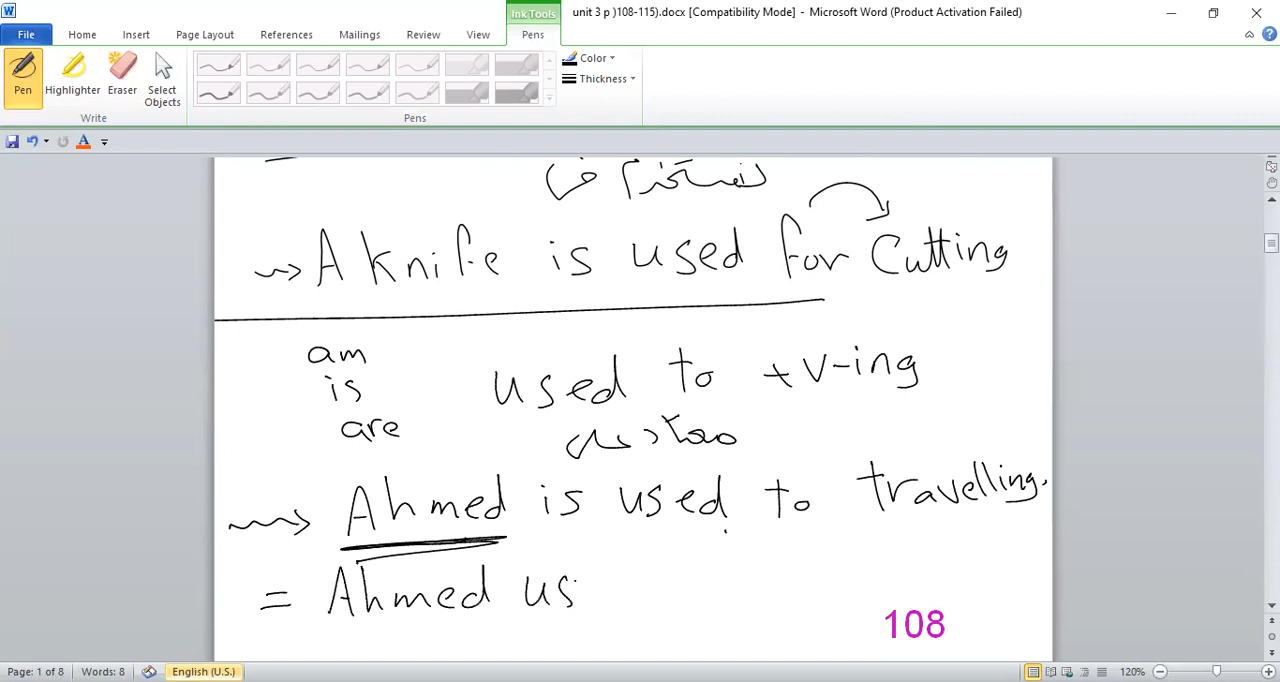 unit 3 p )108-115).docx [Compatibility Mode] - Microsoft Word (Product Activation Failed)
Ink Tools
File Home Insert Page Layout References Mailings Review View Pens
Pen Highlighter Eraser Select Objects
Color
Thickness
Write Pens
A knife is used for Cutting
am
is used to +v-ing
are
معتاد على
Ahmed is used to travelling.
= Ahmed us
108
Page: 1 of 8 Words: 8 English (U.S.) 120%